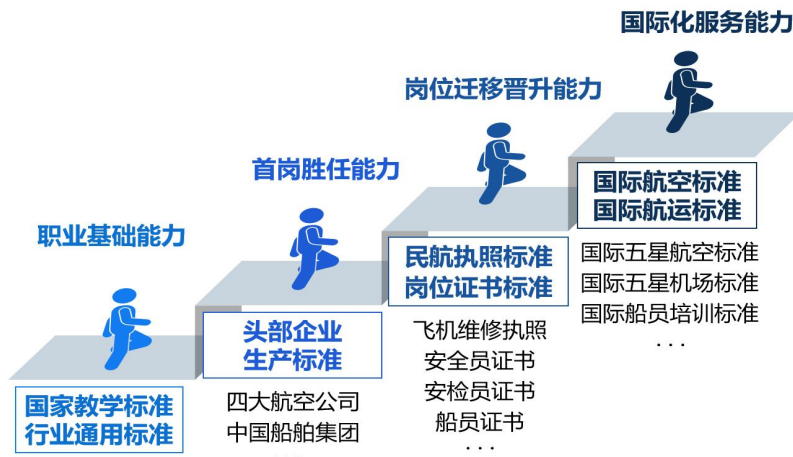 国际化服务能力
岗位迁移晋升能力
首岗胜任能力
职业基础能力
国际航空标准
国际航运标准
国际五星航空标准
国际五星机场标准
国际船员培训标准
...
民航执照标准
岗位证书标准
飞机维修执照
安全员证书
安检员证书
船员证书
...
头部企业
生产标准
四大航空公司
中国船舶集团
国家教学标准
行业通用标准